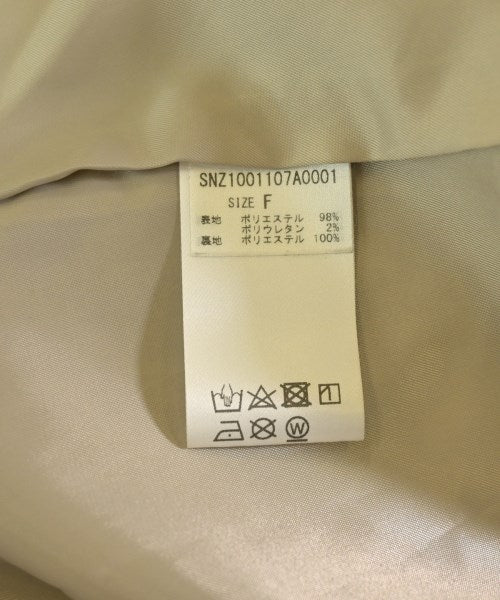 SNZ1001107A0001
SIZE F
表地 ポリエステル 98%
ポリウレタン 2%
裏地 ポリエステル 100%
W